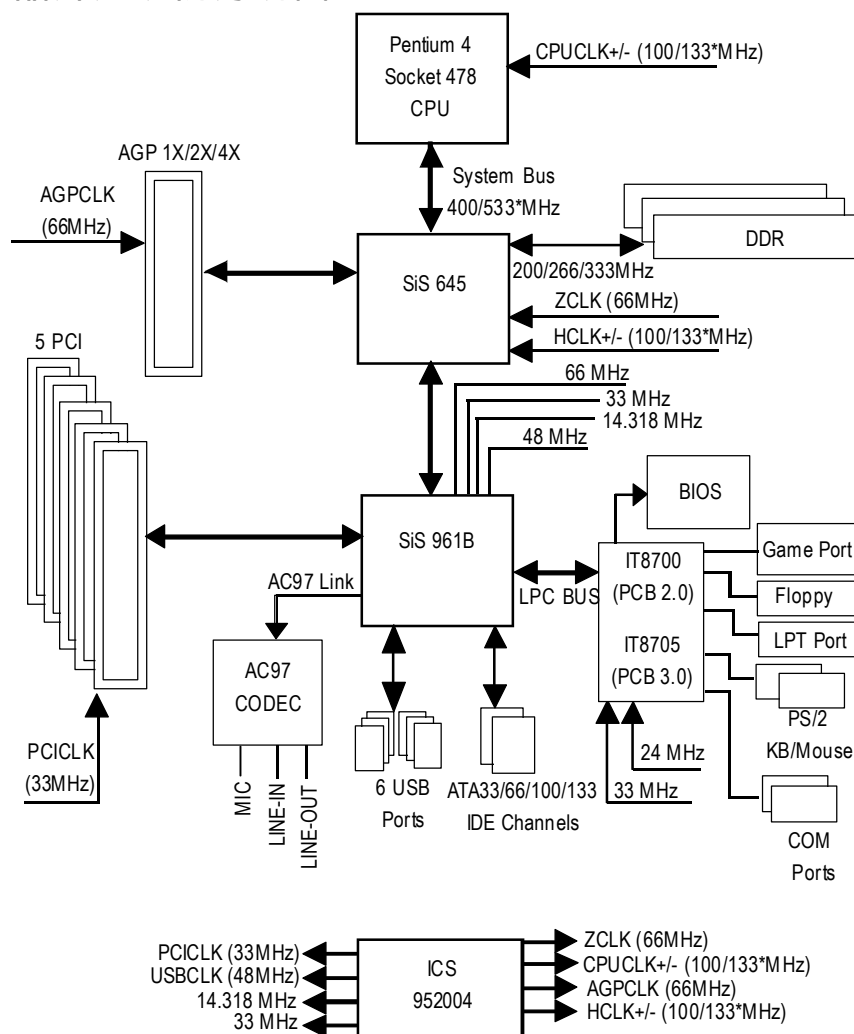 Pentium 4
Socket 478
CPU
CPUCLK+/- (100/133*MHz)
AGP 1X/2X/4X
AGPCLK
(66MHz)
System Bus
400/533*MHz
DDR
200/266/333MHz
SiS 645
ZCLK (66MHz)
HCLK+/- (100/133*MHz)
5 PCI
66 MHz
33 MHz
14.318 MHz
48 MHz
BIOS
SiS 961B
Game Port
IT8700
(PCB 2.0)
AC97 Link
LPC BUS
Floppy
LPT Port
IT8705
(PCB 3.0)
AC97
CODEC
PS/2
KB/Mouse
24 MHz
PCICLK
(33MHz)
MIC
LINE-IN
LINE-OUT
6 USB
Ports
ATA33/66/100/133
IDE Channels
33 MHz
COM
Ports
PCICLK (33MHz)
USBCLK (48MHz)
14.318 MHz
33 MHz
ICS
952004
ZCLK (66MHz)
CPUCLK+/- (100/133*MHz)
AGPCLK (66MHz)
HCLK+/- (100/133*MHz)